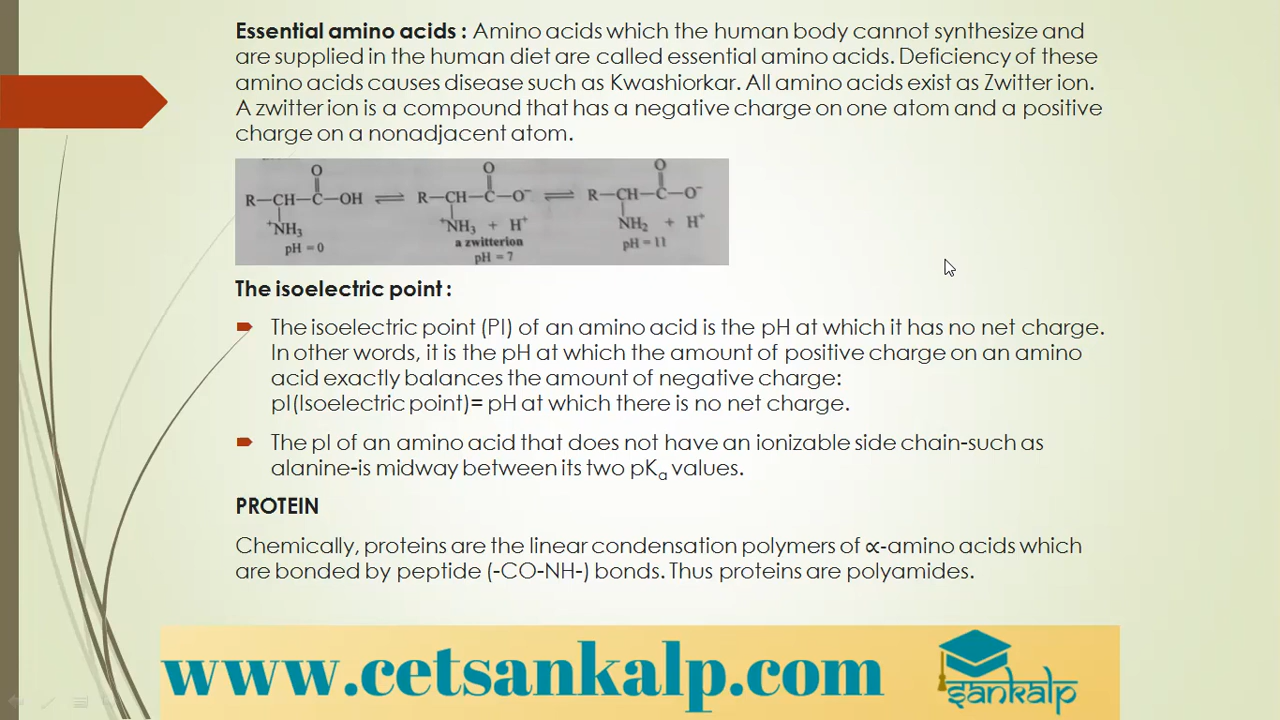 Essential amino acids : Amino acids which the human body cannot synthesize and
are supplied in the human diet are called essential amino acids. Deficiency of these
amino acids causes disease such as Kwashiorkar. All amino acids exist as Zwitter ion.
A zwitter ion is a compound that has a negative charge on one atom and a positive
charge on a nonadjacent atom.
O O O
R—CH—C—OH ⇌ R—CH—C—O⁻ ⇌ R—CH—C—O⁻
⁺NH₃ ⁺NH₃ + H⁺ NH₂ + H⁺
pH = 0 a zwitterion pH = 11
pH = 7
The isoelectric point :
The isoelectric point (PI) of an amino acid is the pH at which it has no net charge.
In other words, it is the pH at which the amount of positive charge on an amino
acid exactly balances the amount of negative charge:
pI(Isoelectric point)= pH at which there is no net charge.
The pI of an amino acid that does not have an ionizable side chain-such as
alanine-is midway between its two pKₐ values.
PROTEIN
Chemically, proteins are the linear condensation polymers of ∝-amino acids which
are bonded by peptide (-CO-NH-) bonds. Thus proteins are polyamides.
www.cetsankalp.com
sankalp